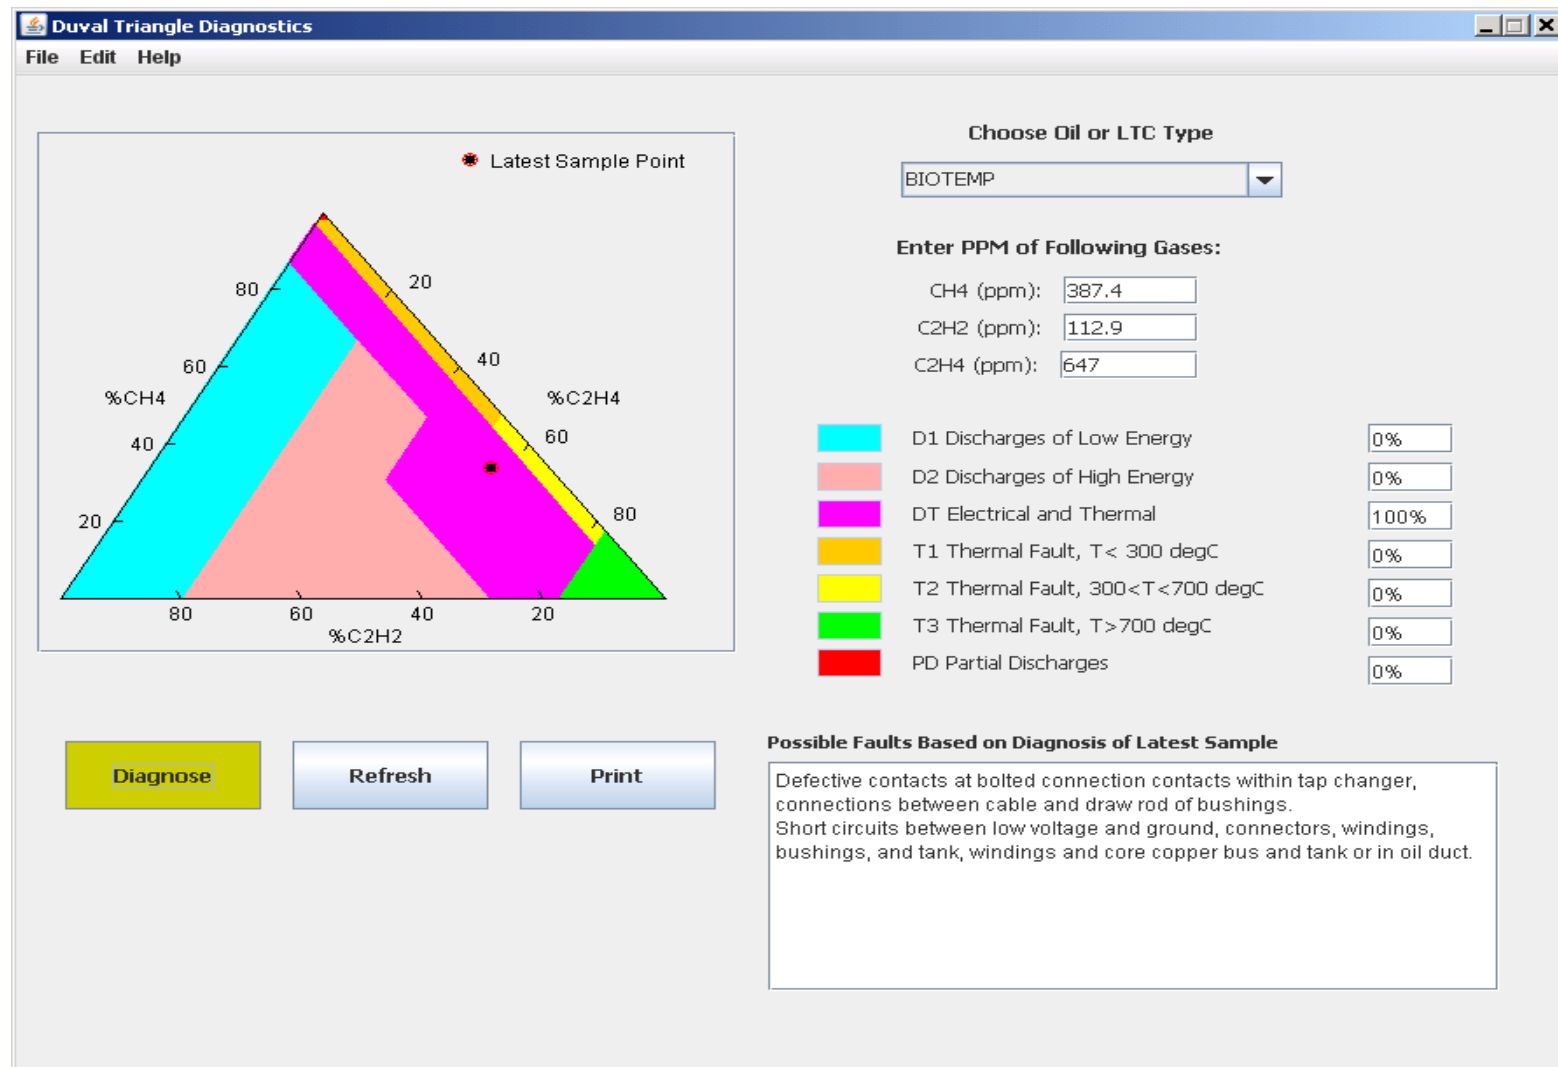 Duval Triangle Diagnostics
File Edit Help
Latest Sample Point
20
40
%C2H4
60
80
80
60
%CH4
40
20
80 60 40 20
%C2H2
Choose Oil or LTC Type
BIOTEMP
Enter PPM of Following Gases:
CH4 (ppm): 387.4
C2H2 (ppm): 112.9
C2H4 (ppm): 647
D1 Discharges of Low Energy 0%
D2 Discharges of High Energy 0%
DT Electrical and Thermal 100%
T1 Thermal Fault, T< 300 degC 0%
T2 Thermal Fault, 300<T<700 degC 0%
T3 Thermal Fault, T>700 degC 0%
PD Partial Discharges 0%
Diagnose Refresh Print
Possible Faults Based on Diagnosis of Latest Sample
Defective contacts at bolted connection contacts within tap changer,
connections between cable and draw rod of bushings.
Short circuits between low voltage and ground, connectors, windings,
bushings, and tank, windings and core copper bus and tank or in oil duct.